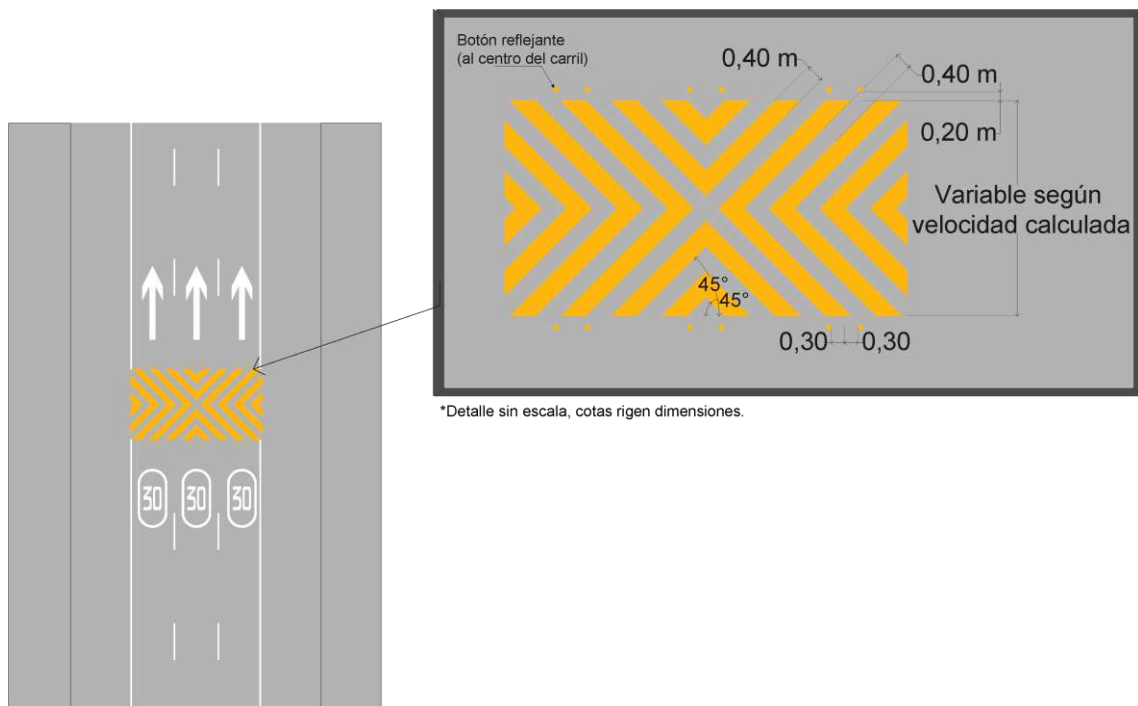 Botón reflejante
(al centro del carril)
0,40 m
0,40 m
0,20 m
Variable según
velocidad calculada
45°
45°
0,30
0,30
*Detalle sin escala, cotas rigen dimensiones.
30
30
30